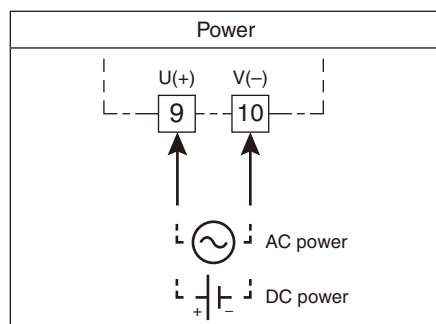 Power
U(+) V(–)
9 10
AC power
+ – DC power